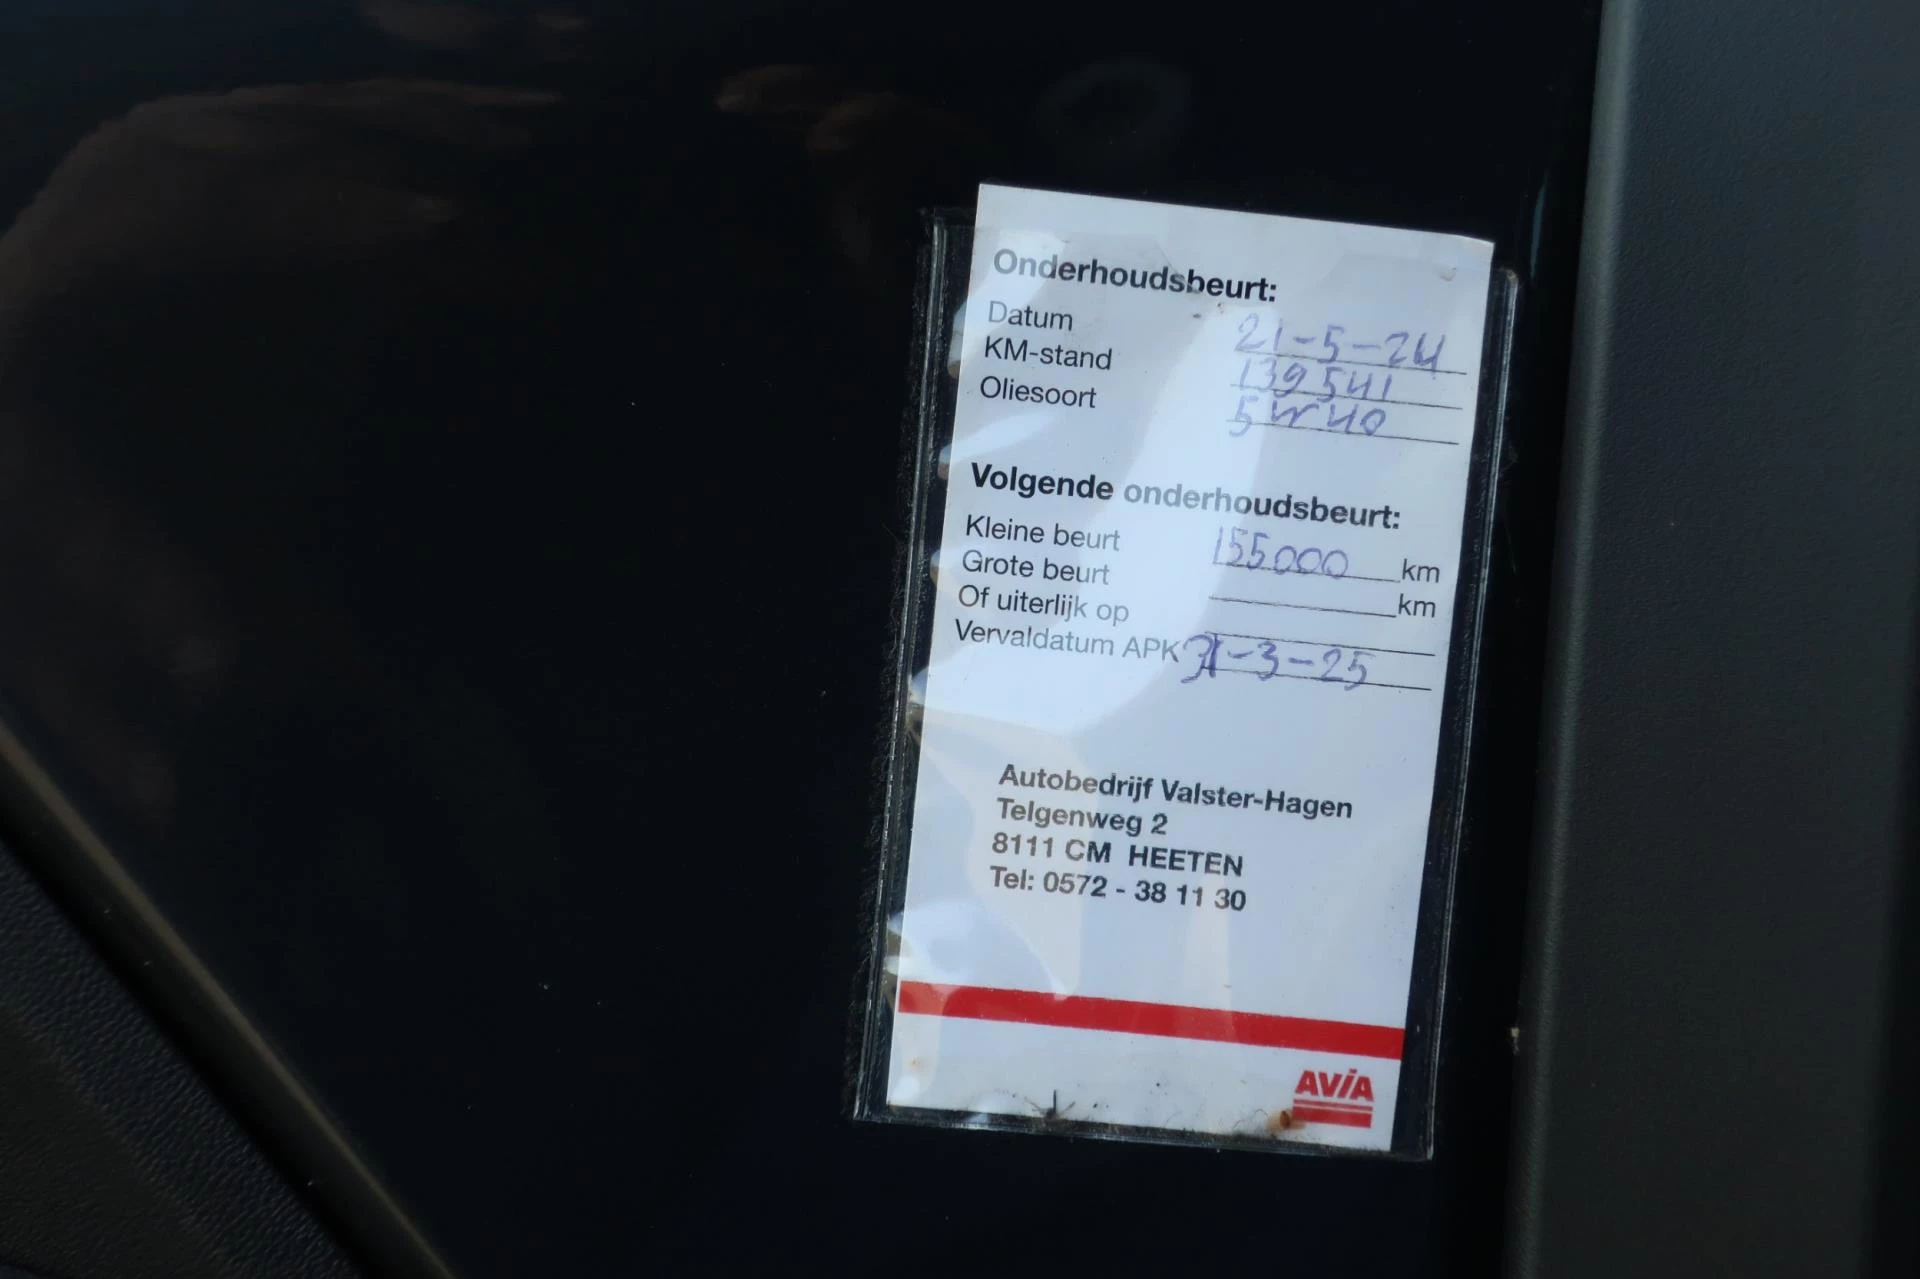 Onderhoudsbeurt:
Datum 21-5-24
KM-stand 139541
Oliesoort 5W40
Volgende onderhoudsbeurt:
Kleine beurt 155000 km
Grote beurt km
Of uiterlijk op
Vervaldatum APK 31-3-25
Autobedrijf Valster-Hagen
Telgenweg 2
8111 CM HEETEN
Tel: 0572 - 38 11 30
AVIA